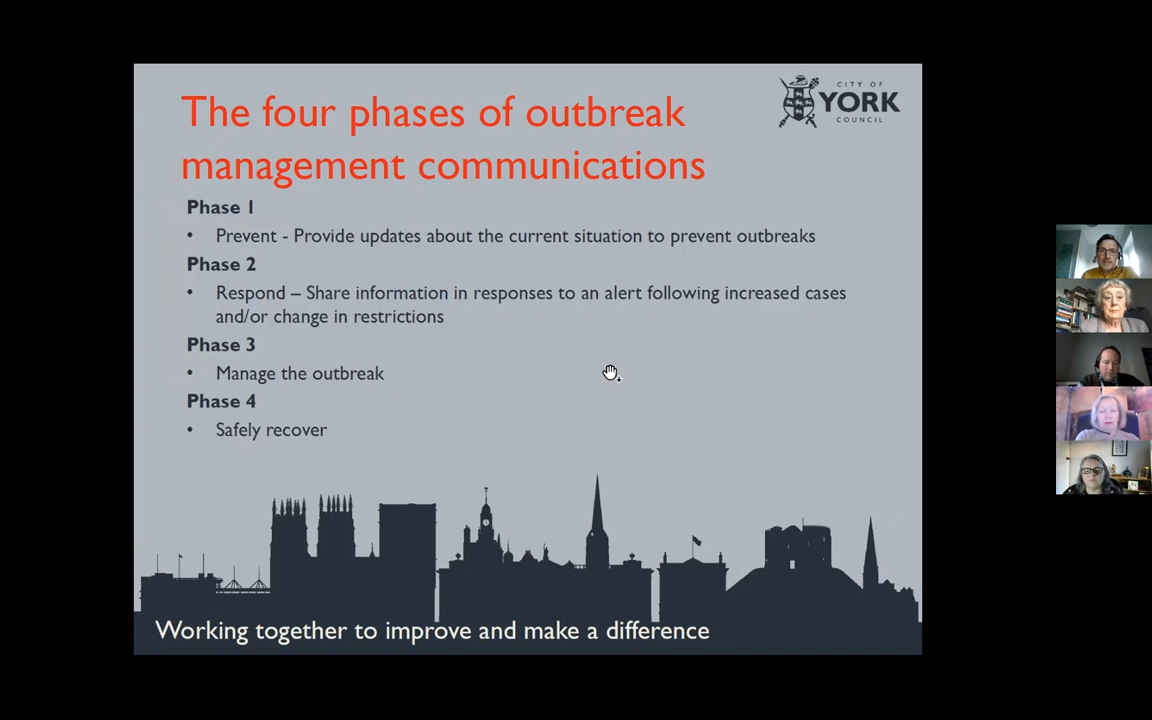 The four phases of outbreak
management communications
CITY OF
YORK
COUNCIL
Phase 1
• Prevent - Provide updates about the current situation to prevent outbreaks
Phase 2
• Respond – Share information in responses to an alert following increased cases
and/or change in restrictions
Phase 3
• Manage the outbreak
Phase 4
• Safely recover
Working together to improve and make a difference